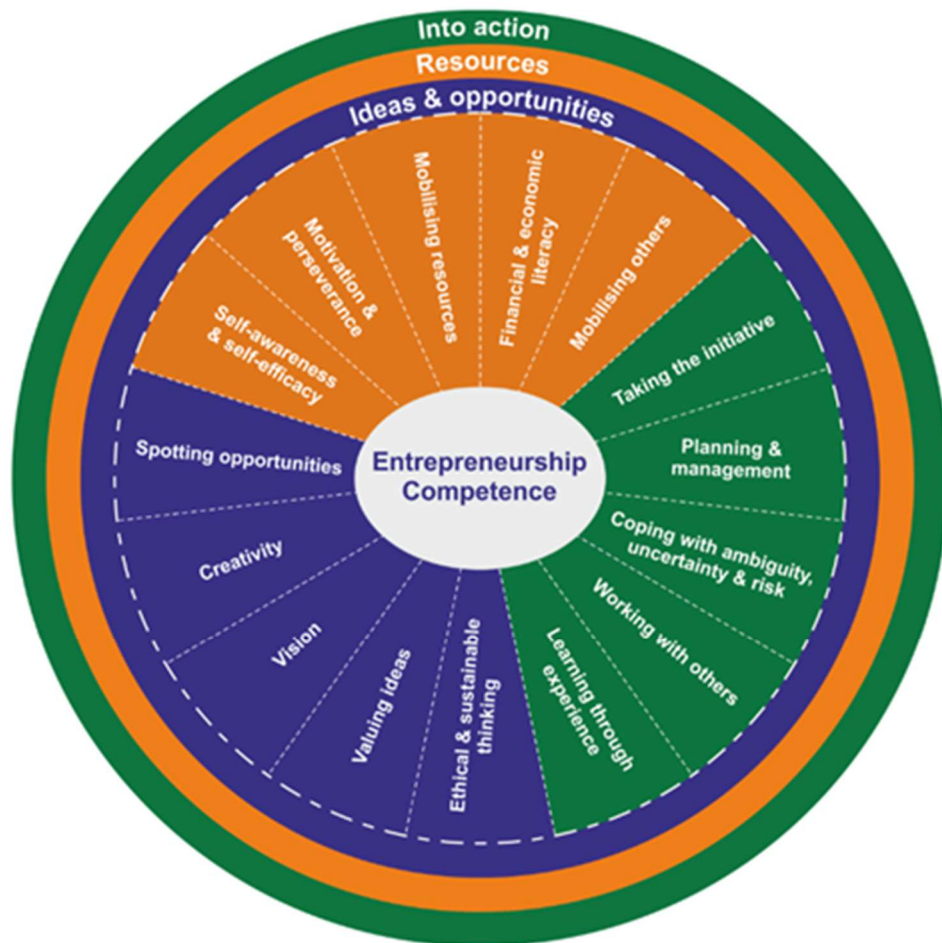 Into action
Resources
Ideas & opportunities
Mobilising resources
Financial & economic
literacy
Mobilising others
Motivation &
perseverance
Self-awareness
& self-efficacy
Taking the initiative
Planning &
management
Coping with ambiguity,
uncertainty & risk
Working with others
Learning through
experience
Ethical & sustainable
thinking
Valuing ideas
Vision
Creativity
Spotting opportunities
Entrepreneurship
Competence